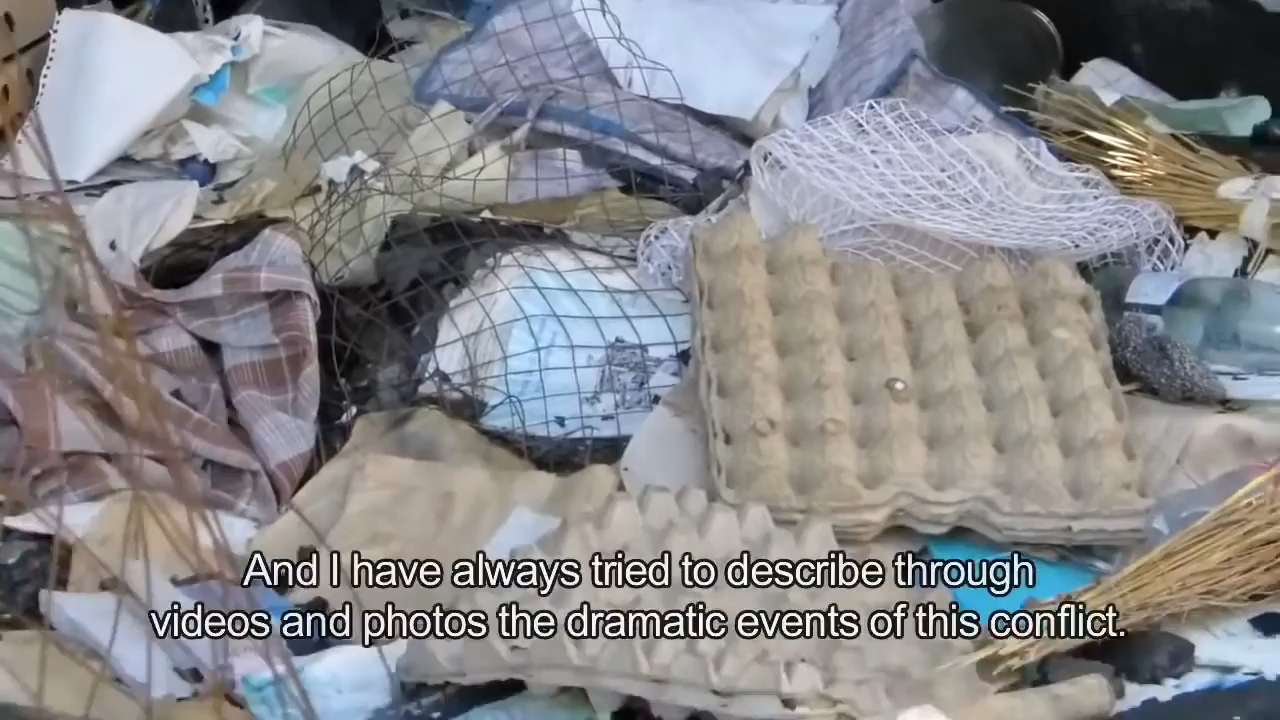 And I have always tried to describe through
videos and photos the dramatic events of this conflict.